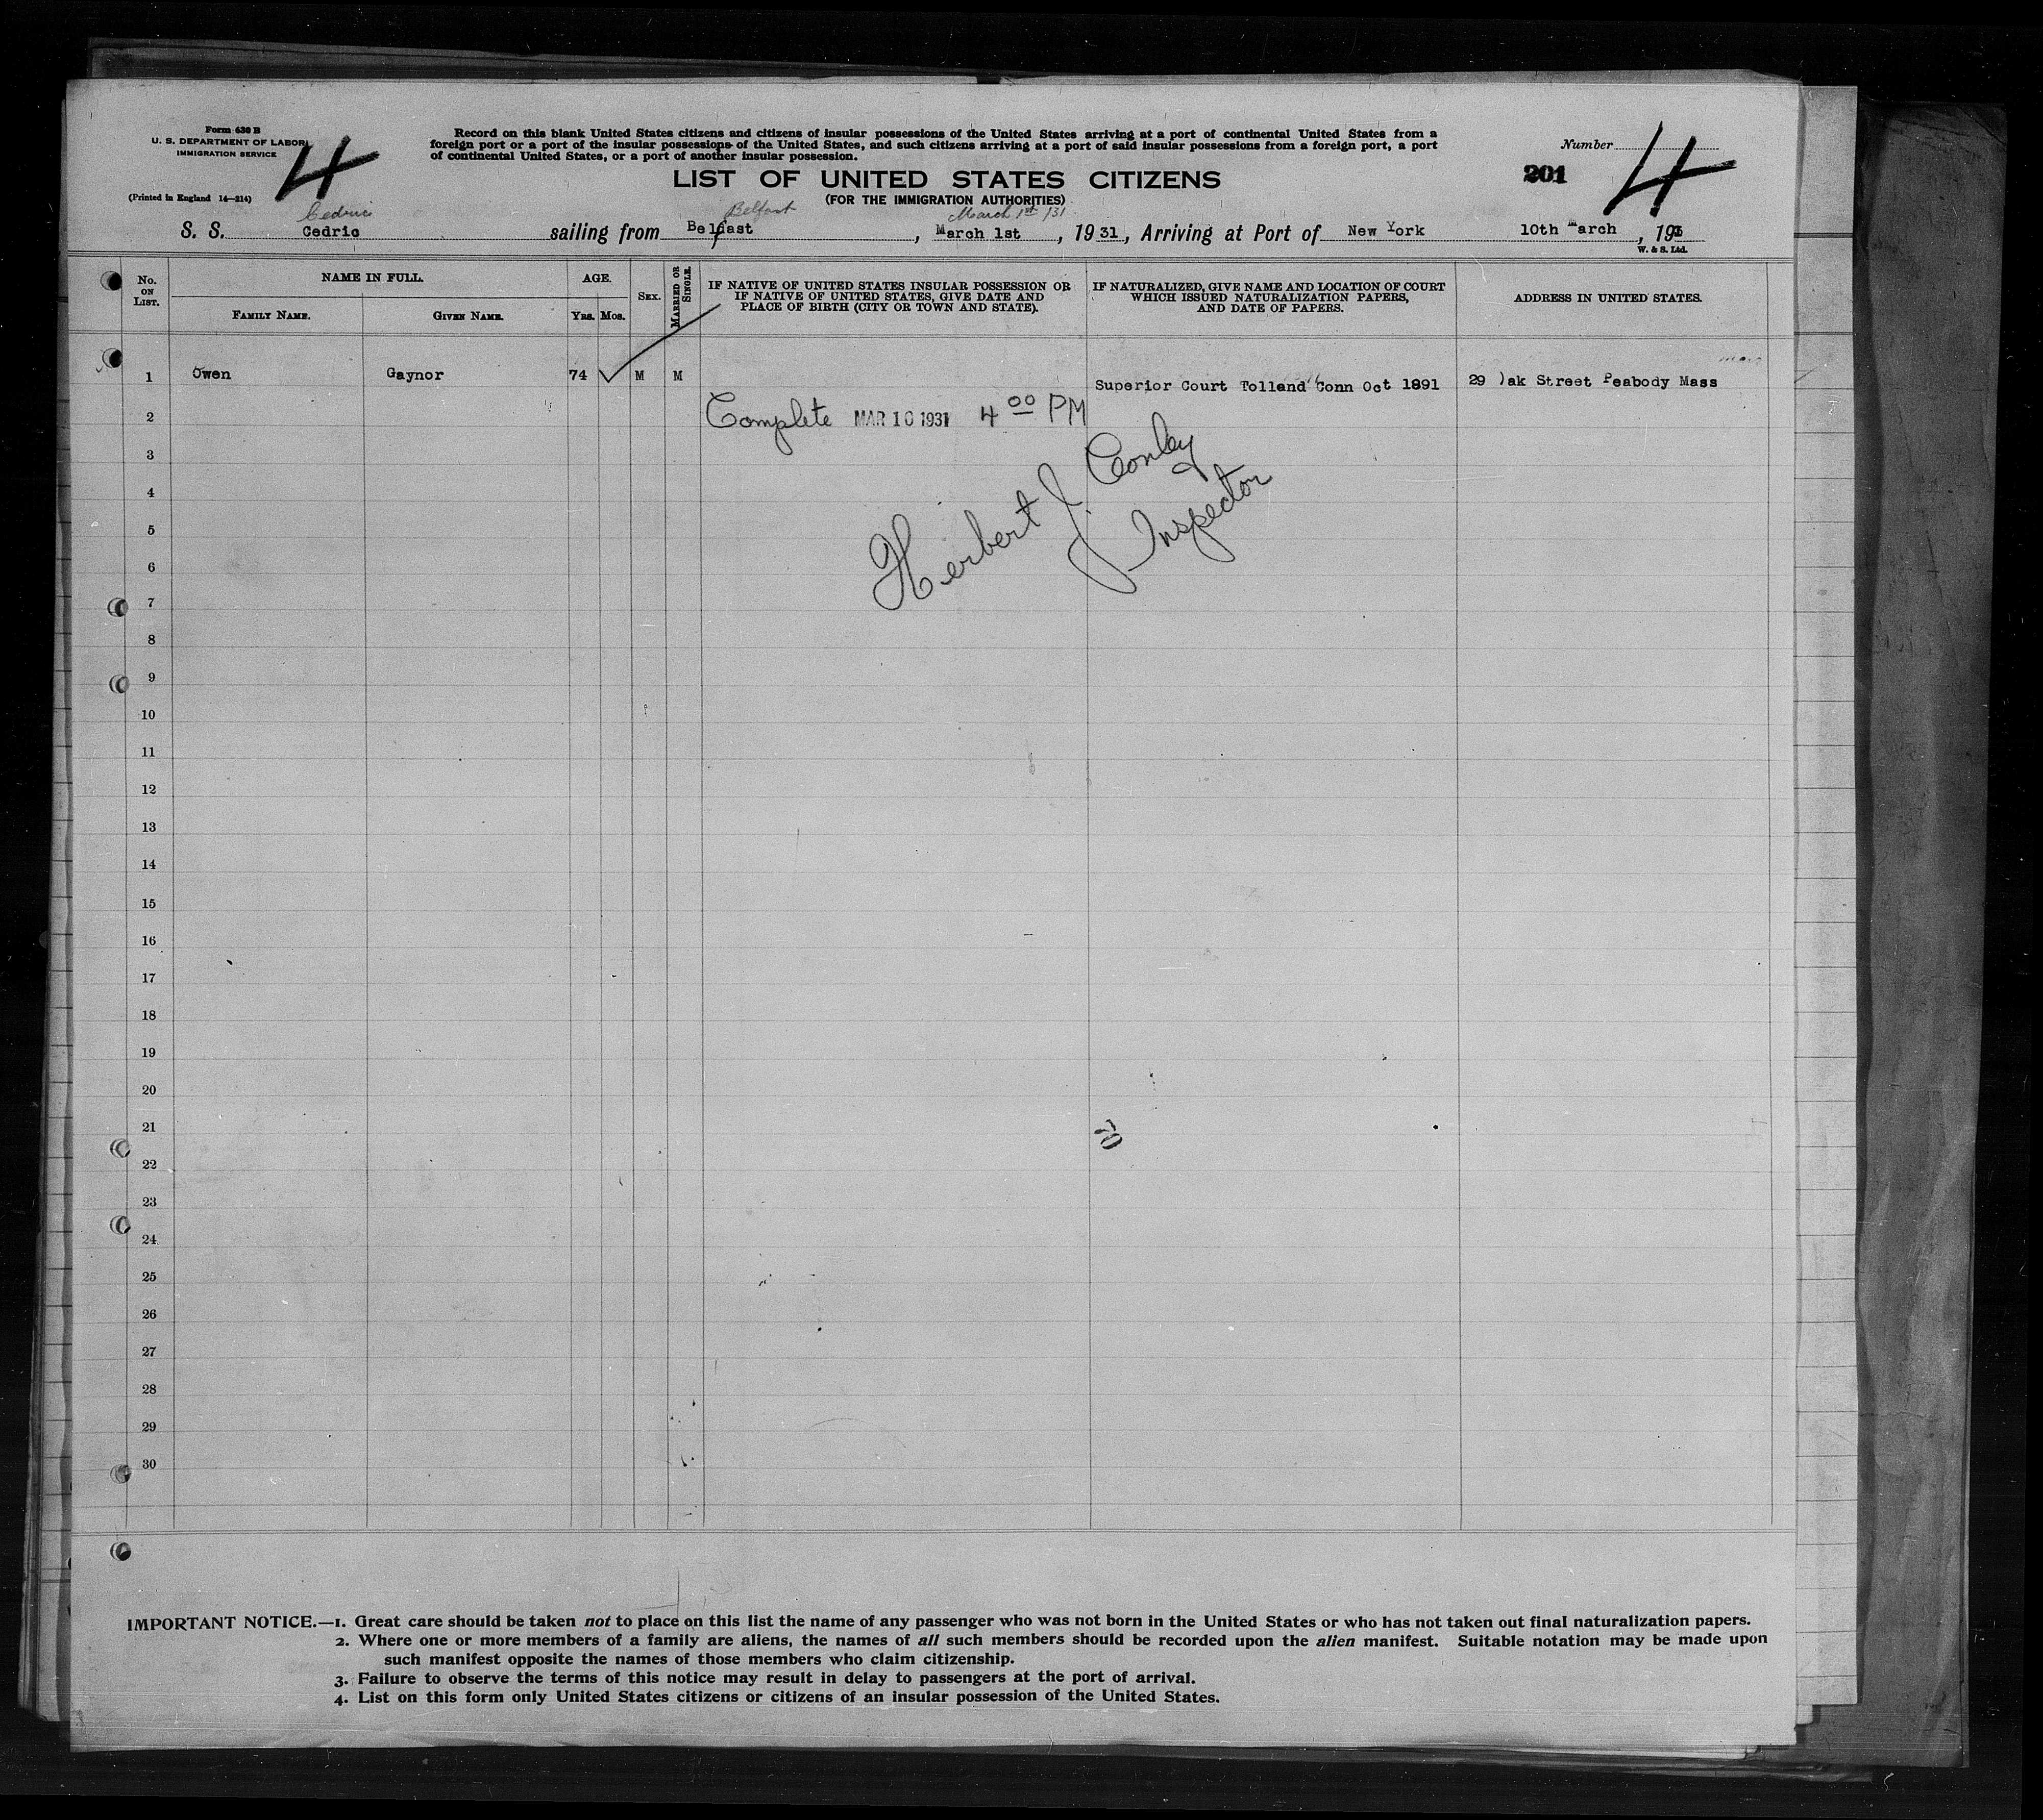 Form 630 B
U. S. DEPARTMENT OF LABOR
IMMIGRATION SERVICE
(Printed in England 14—214)
4
Record on this blank United States citizens and citizens of insular possessions of the United States arriving at a port of continental United States from a
foreign port or a port of the insular possessions of the United States, and such citizens arriving at a port of said insular possessions from a foreign port, a port
of continental United States, or a port of another insular possession.
Number
201
4
LIST OF UNITED STATES CITIZENS
(FOR THE IMMIGRATION AUTHORITIES)
Cedric Belfast March 1st /31
S. S. Cedric sailing from Belfast, March 1st, 1931, Arriving at Port of New York 10th March, 193
W. & S. Ltd.
No. ON LIST.
NAME IN FULL.
FAMILY NAME.
GIVEN NAME.
AGE.
YRS. MOS.
SEX.
MARRIED OR SINGLE.
IF NATIVE OF UNITED STATES INSULAR POSSESSION OR
IF NATIVE OF UNITED STATES, GIVE DATE AND
PLACE OF BIRTH (CITY OR TOWN AND STATE).
IF NATURALIZED, GIVE NAME AND LOCATION OF COURT
WHICH ISSUED NATURALIZATION PAPERS,
AND DATE OF PAPERS.
ADDRESS IN UNITED STATES.
1 Owen Gaynor 74 M M Superior Court Tolland Conn Oct 1891 29 ak Street Peabody Mass
2 Complete MAR 10 1931 4 00 PM
3
Herbert J. Conley
4
Inspector
5
6
7
8
9
10
11
12
13
14
15
16
17
18
19
20
21
70
22
23
24
25
26
27
28
29
30
IMPORTANT NOTICE.—1. Great care should be taken not to place on this list the name of any passenger who was not born in the United States or who has not taken out final naturalization papers.
2. Where one or more members of a family are aliens, the names of all such members should be recorded upon the alien manifest. Suitable notation may be made upon
such manifest opposite the names of those members who claim citizenship.
3. Failure to observe the terms of this notice may result in delay to passengers at the port of arrival.
4. List on this form only United States citizens or citizens of an insular possession of the United States.